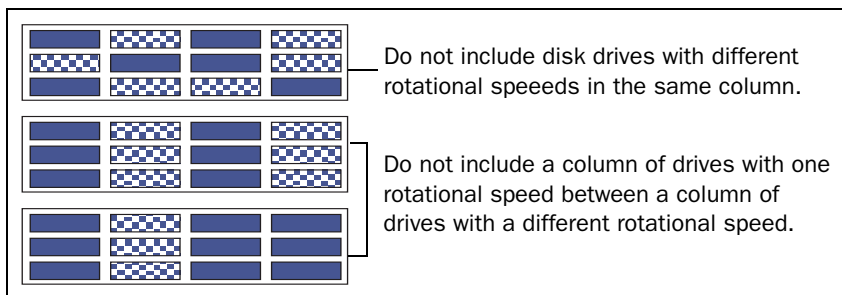 Do not include disk drives with different
rotational speeeds in the same column.
Do not include a column of drives with one
rotational speed between a column of
drives with a different rotational speed.